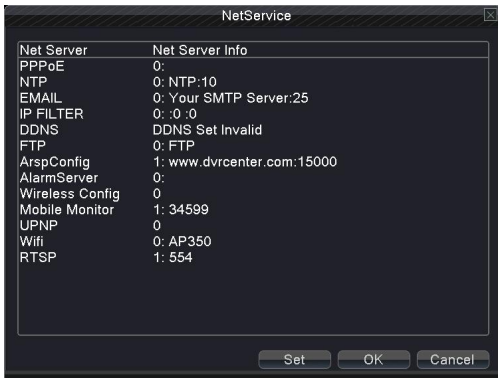 NetService
Net Server Net Server Info
PPPoE 0:
NTP 0: NTP:10
EMAIL 0: Your SMTP Server:25
IP FILTER 0: :0 :0
DDNS DDNS Set Invalid
FTP 0: FTP
ArspConfig 1: www.dvrcenter.com:15000
AlarmServer 0:
Wireless Config 0
Mobile Monitor 1: 34599
UPNP 0
Wifi 0: AP350
RTSP 1: 554
Set OK Cancel